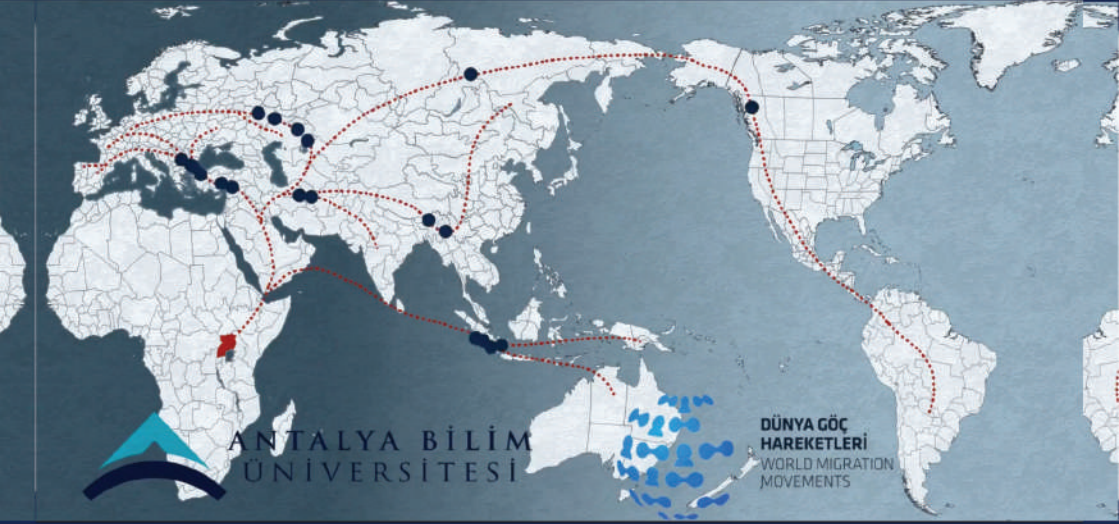 ANTALYA BİLİM
ÜNİVERSİTESİ
DÜNYA GÖÇ
HAREKETLERİ
WORLD MIGRATION
MOVEMENTS